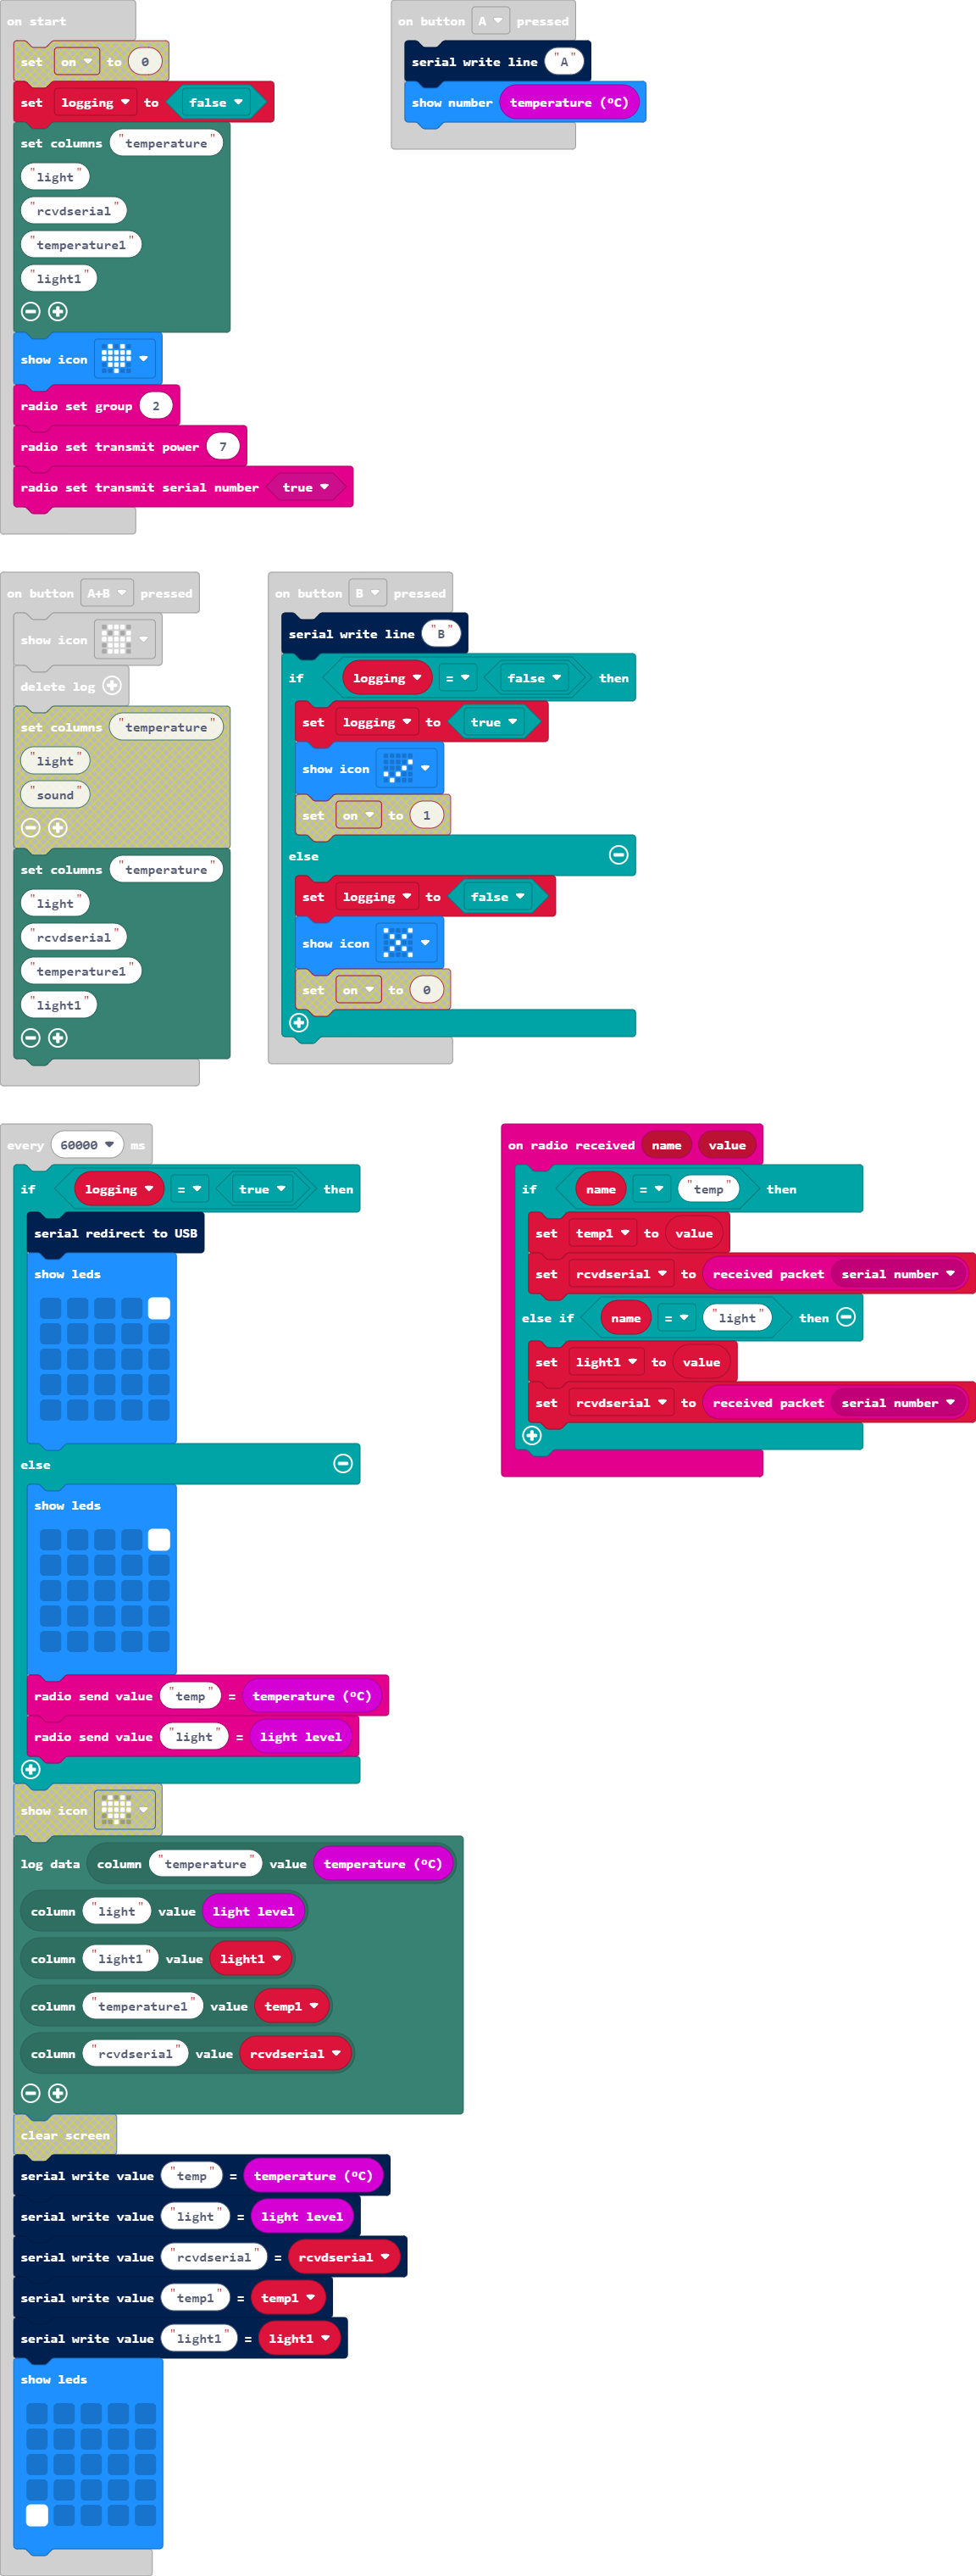 on start
set on to 0
set logging to false
set columns "temperature"
"light"
"rcvdserial"
"temperature1"
"light1"
show icon
radio set group 2
radio set transmit power 7
radio set transmit serial number true
on button A pressed
serial write line "A"
show number temperature (ºC)
on button A+B pressed
show icon
delete log
set columns "temperature"
"light"
"sound"
set columns "temperature"
"light"
"rcvdserial"
"temperature1"
"light1"
on button B pressed
serial write line "B"
if logging = false then
set logging to true
show icon
set on to 1
else
set logging to false
show icon
set on to 0
every 60000 ms
if logging = true then
serial redirect to USB
show leds
else
show leds
radio send value "temp" = temperature (ºC)
radio send value "light" = light level
show icon
log data column "temperature" value temperature (ºC)
column "light" value light level
column "light1" value light1
column "temperature1" value temp1
column "rcvdserial" value rcvdserial
clear screen
serial write value "temp" = temperature (ºC)
serial write value "light" = light level
serial write value "rcvdserial" = rcvdserial
serial write value "temp1" = temp1
serial write value "light1" = light1
show leds
on radio received name value
if name = "temp" then
set temp1 to value
set rcvdserial to received packet serial number
else if name = "light" then
set light1 to value
set rcvdserial to received packet serial number